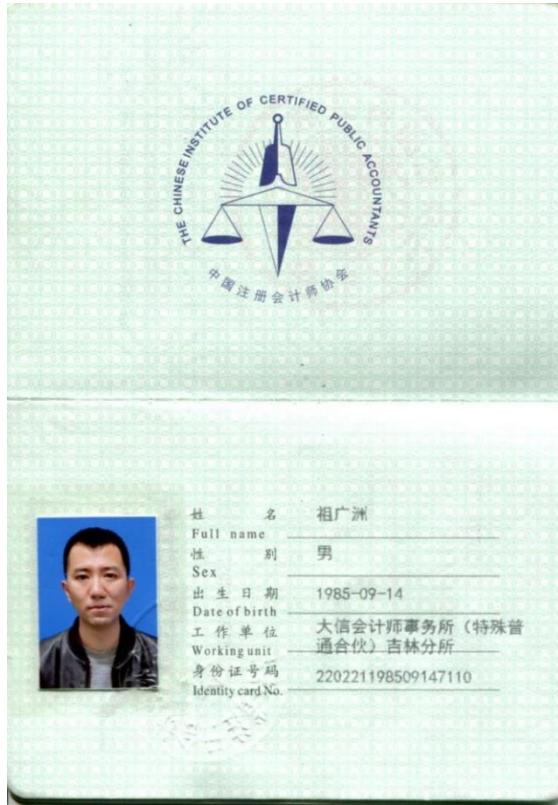 THE CHINESE INSTITUTE OF CERTIFIED PUBLIC ACCOUNTANTS
中国注册会计师协会
姓 名 祖广洲
Full name
性 别 男
Sex
出 生 日 期 1985-09-14
Date of birth
工 作 单 位 大信会计师事务所（特殊普
Working unit 通合伙）吉林分所
身份证号码 220221198509147110
Identity card No.